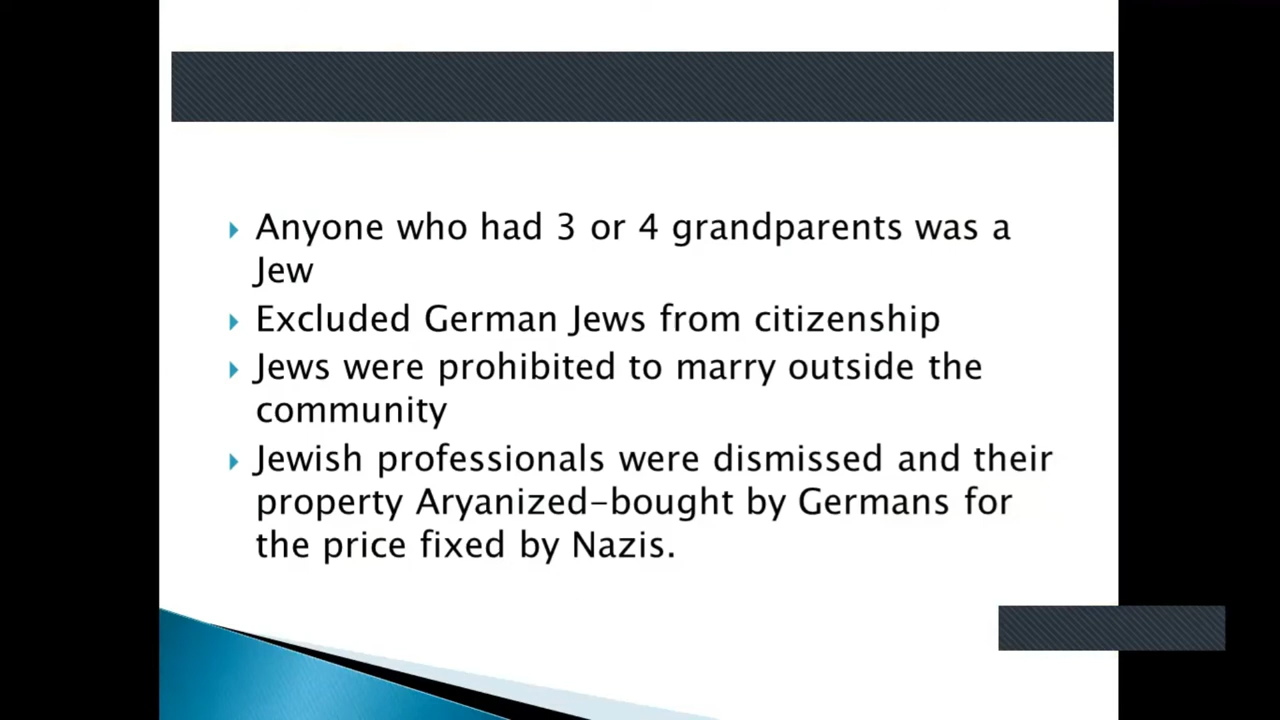 Anyone who had 3 or 4 grandparents was a
Jew
Excluded German Jews from citizenship
Jews were prohibited to marry outside the
community
Jewish professionals were dismissed and their
property Aryanized-bought by Germans for
the price fixed by Nazis.